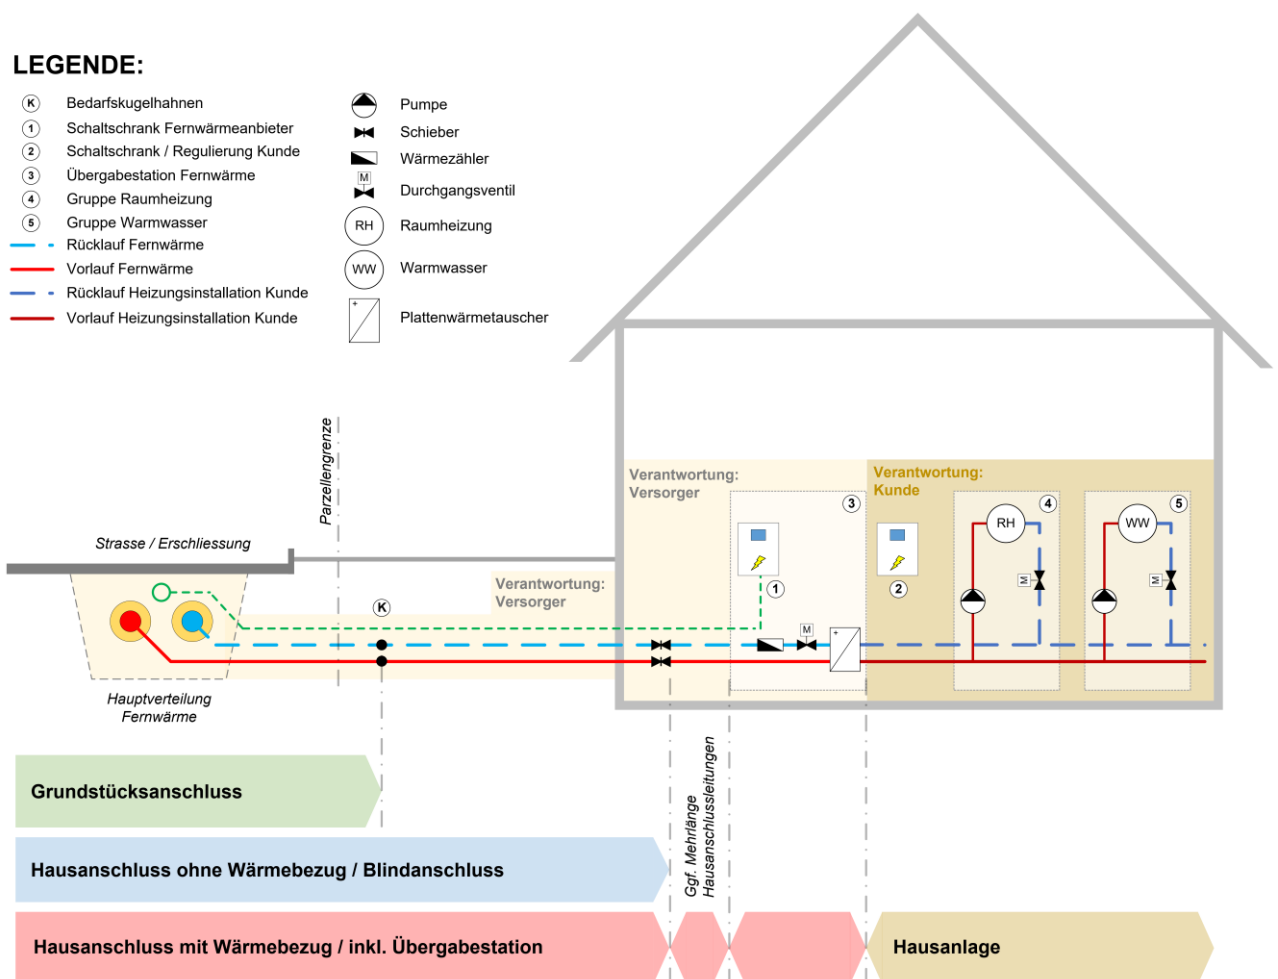 LEGENDE:
K Bedarfskugelhahnen
1 Schaltschrank Fernwärmeanbieter
2 Schaltschrank / Regulierung Kunde
3 Übergabestation Fernwärme
4 Gruppe Raumheizung
5 Gruppe Warmwasser
Rücklauf Fernwärme
Vorlauf Fernwärme
Rücklauf Heizungsinstallation Kunde
Vorlauf Heizungsinstallation Kunde
Pumpe
Schieber
Wärmezähler
M Durchgangsventil
RH Raumheizung
WW Warmwasser
+ Plattenwärmetauscher
Parzellengrenze
Strasse / Erschliessung
Verantwortung:
Versorger
K
Hauptverteilung
Fernwärme
Verantwortung:
Versorger
3
1
M
+
Verantwortung:
Kunde
2
4
RH
M
5
WW
M
Ggf. Mehrlänge
Hausanschlussleitungen
Grundstücksanschluss
Hausanschluss ohne Wärmebezug / Blindanschluss
Hausanschluss mit Wärmebezug / inkl. Übergabestation
Hausanlage